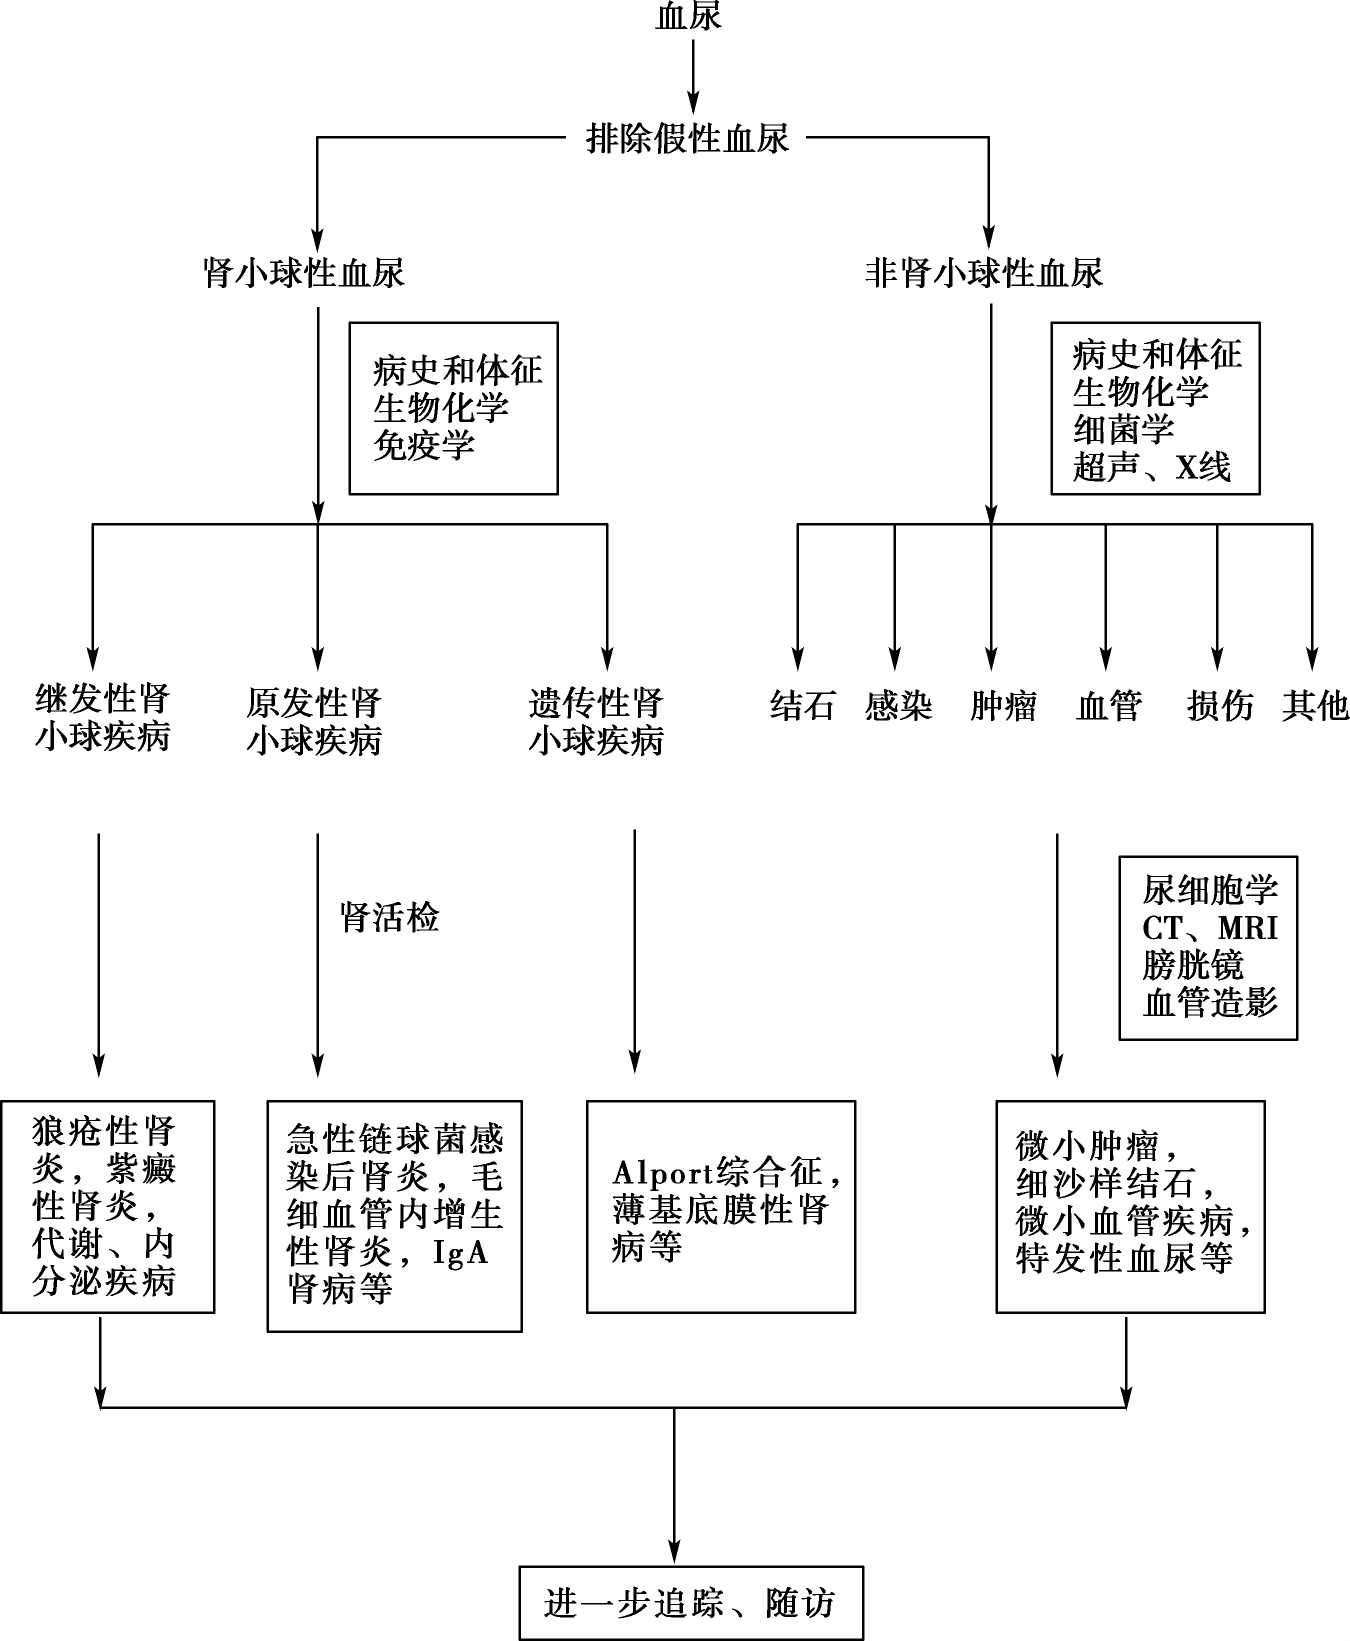 血尿
排除假性血尿
肾小球性血尿
非肾小球性血尿
病史和体征
生物化学
免疫学
病史和体征
生物化学
细菌学
超声、X线
继发性肾
小球疾病
原发性肾
小球疾病
遗传性肾
小球疾病
结石
感染
肿瘤
血管
损伤
其他
肾活检
尿细胞学
CT、MRI
膀胱镜
血管造影
狼疮性肾
炎，紫癜
性肾炎，
代谢、内
分泌疾病
急性链球菌感
染后肾炎，毛
细血管内增生
性肾炎，IgA
肾病等
Alport综合征，
薄基底膜性肾
病等
微小肿瘤，
细沙样结石，
微小血管疾病，
特发性血尿等
进一步追踪、随访